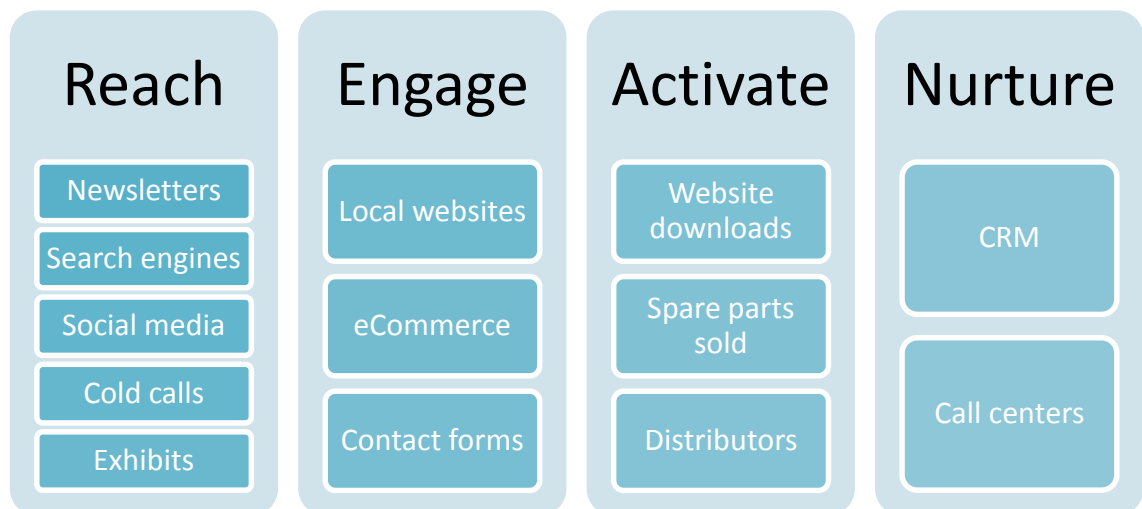 Reach
Newsletters
Search engines
Social media
Cold calls
Exhibits
Engage
Local websites
eCommerce
Contact forms
Activate
Website
downloads
Spare parts
sold
Distributors
Nurture
CRM
Call centers